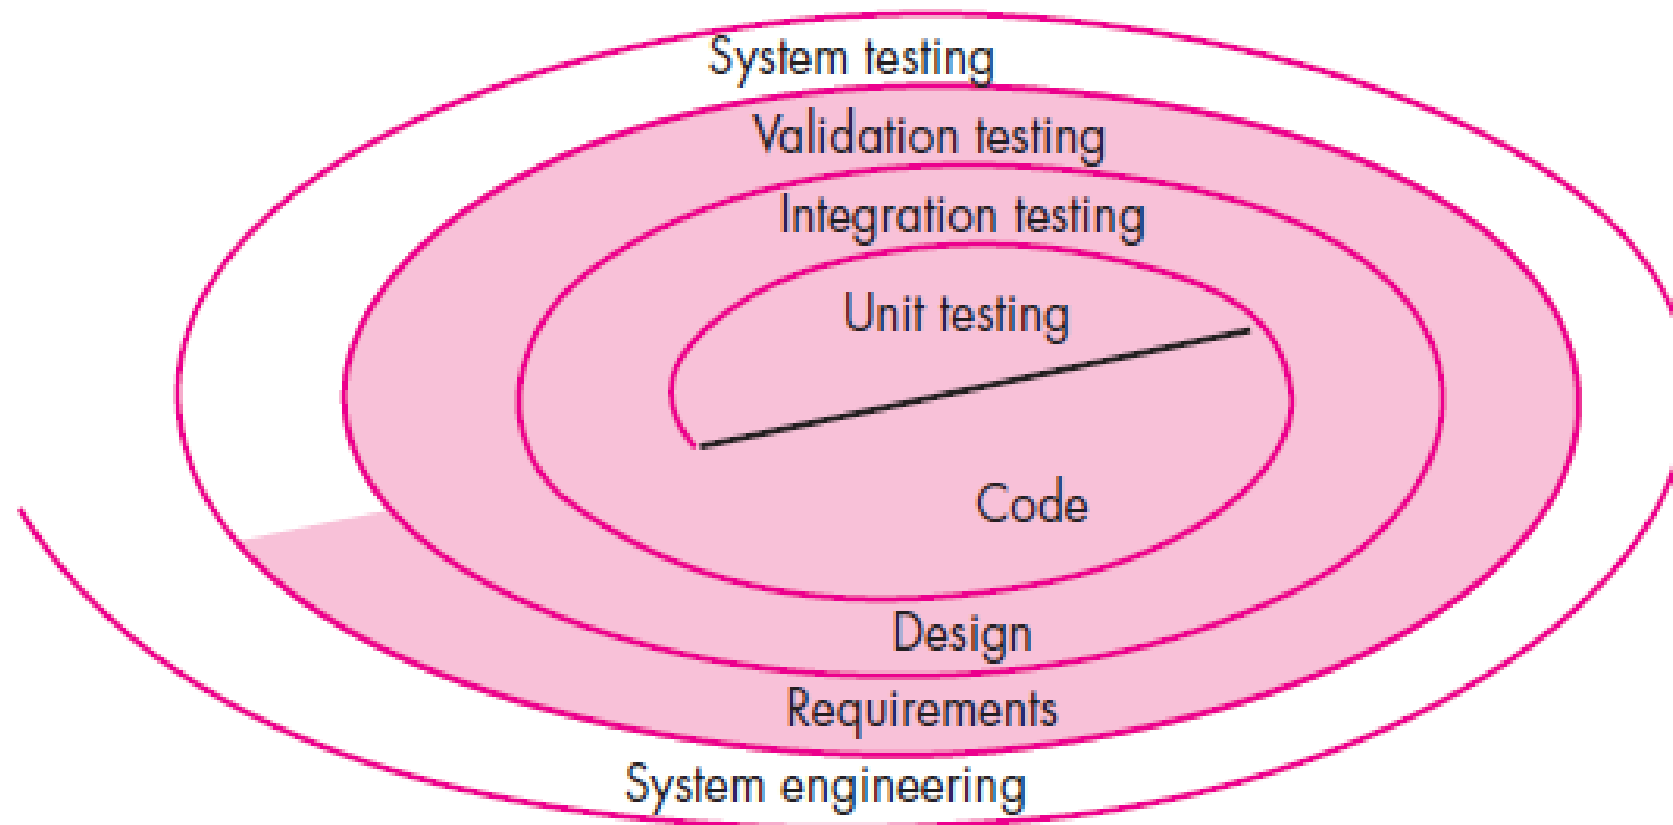 System testing
Validation testing
Integration testing
Unit testing
Code
Design
Requirements
System engineering